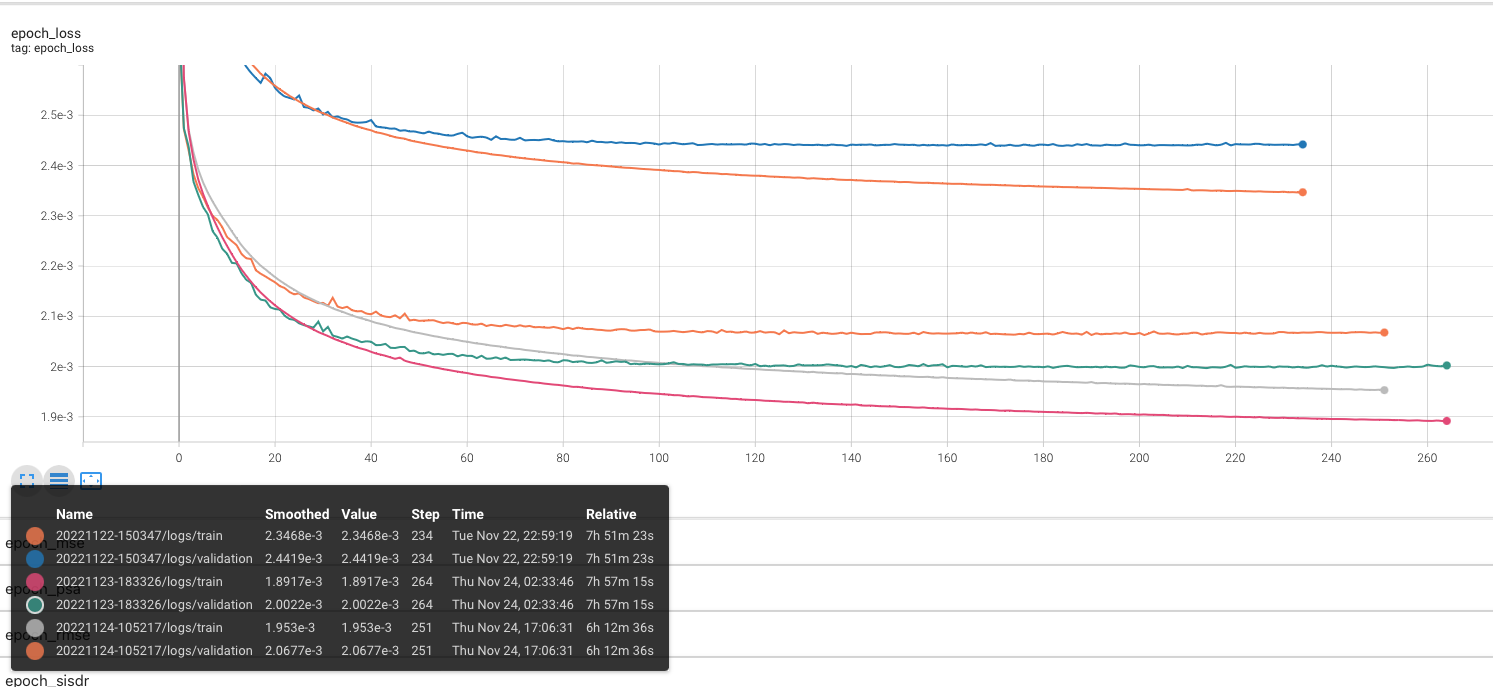 epoch_loss
tag: epoch_loss
2.5e-3
2.4e-3
2.3e-3
2.2e-3
2.1e-3
2e-3
1.9e-3
0 20 40 60 80 100 120 140 160 180 200 220 240 260
Name Smoothed Value Step Time Relative
20221122-150347/logs/train 2.3468e-3 2.3468e-3 234 Tue Nov 22, 22:59:19 7h 51m 23s
epoch_mse
20221122-150347/logs/validation 2.4419e-3 2.4419e-3 234 Tue Nov 22, 22:59:19 7h 51m 23s
20221123-183326/logs/train 1.8917e-3 1.8917e-3 264 Thu Nov 24, 02:33:46 7h 57m 15s
epoch_psa
20221123-183326/logs/validation 2.0022e-3 2.0022e-3 264 Thu Nov 24, 02:33:46 7h 57m 15s
20221124-105217/logs/train 1.953e-3 1.953e-3 251 Thu Nov 24, 17:06:31 6h 12m 36s
epoch_rmse
20221124-105217/logs/validation 2.0677e-3 2.0677e-3 251 Thu Nov 24, 17:06:31 6h 12m 36s
epoch_sisdr